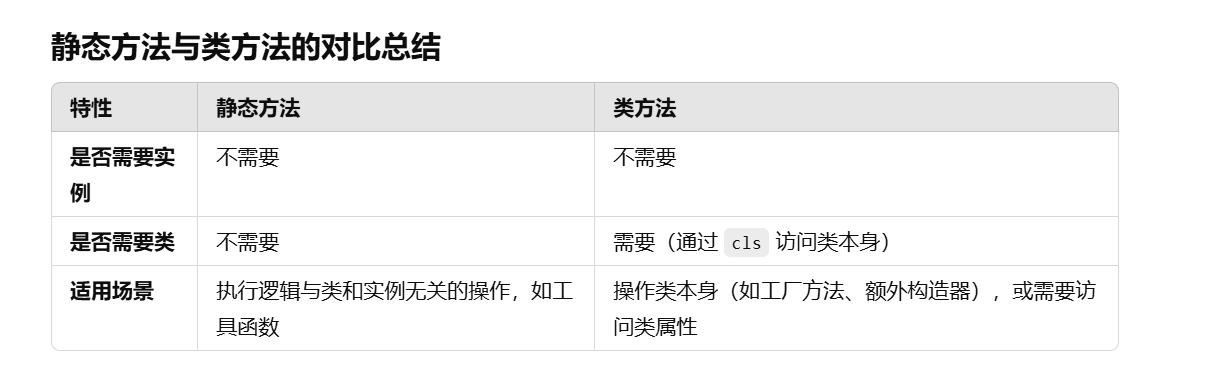 静态方法与类方法的对比总结
特性 静态方法 类方法
是否需要实 不需要 不需要
例
是否需要类 不需要 需要（通过 cls 访问类本身）
适用场景 执行逻辑与类和实例无关的操作，如工 操作类本身（如工厂方法、额外构造器），或需要访
具函数 问类属性